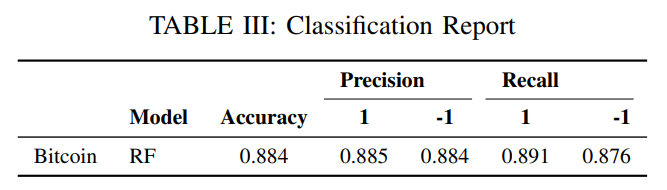 TABLE III: Classification Report
Precision Recall
Model Accuracy 1 -1 1 -1
Bitcoin RF 0.884 0.885 0.884 0.891 0.876